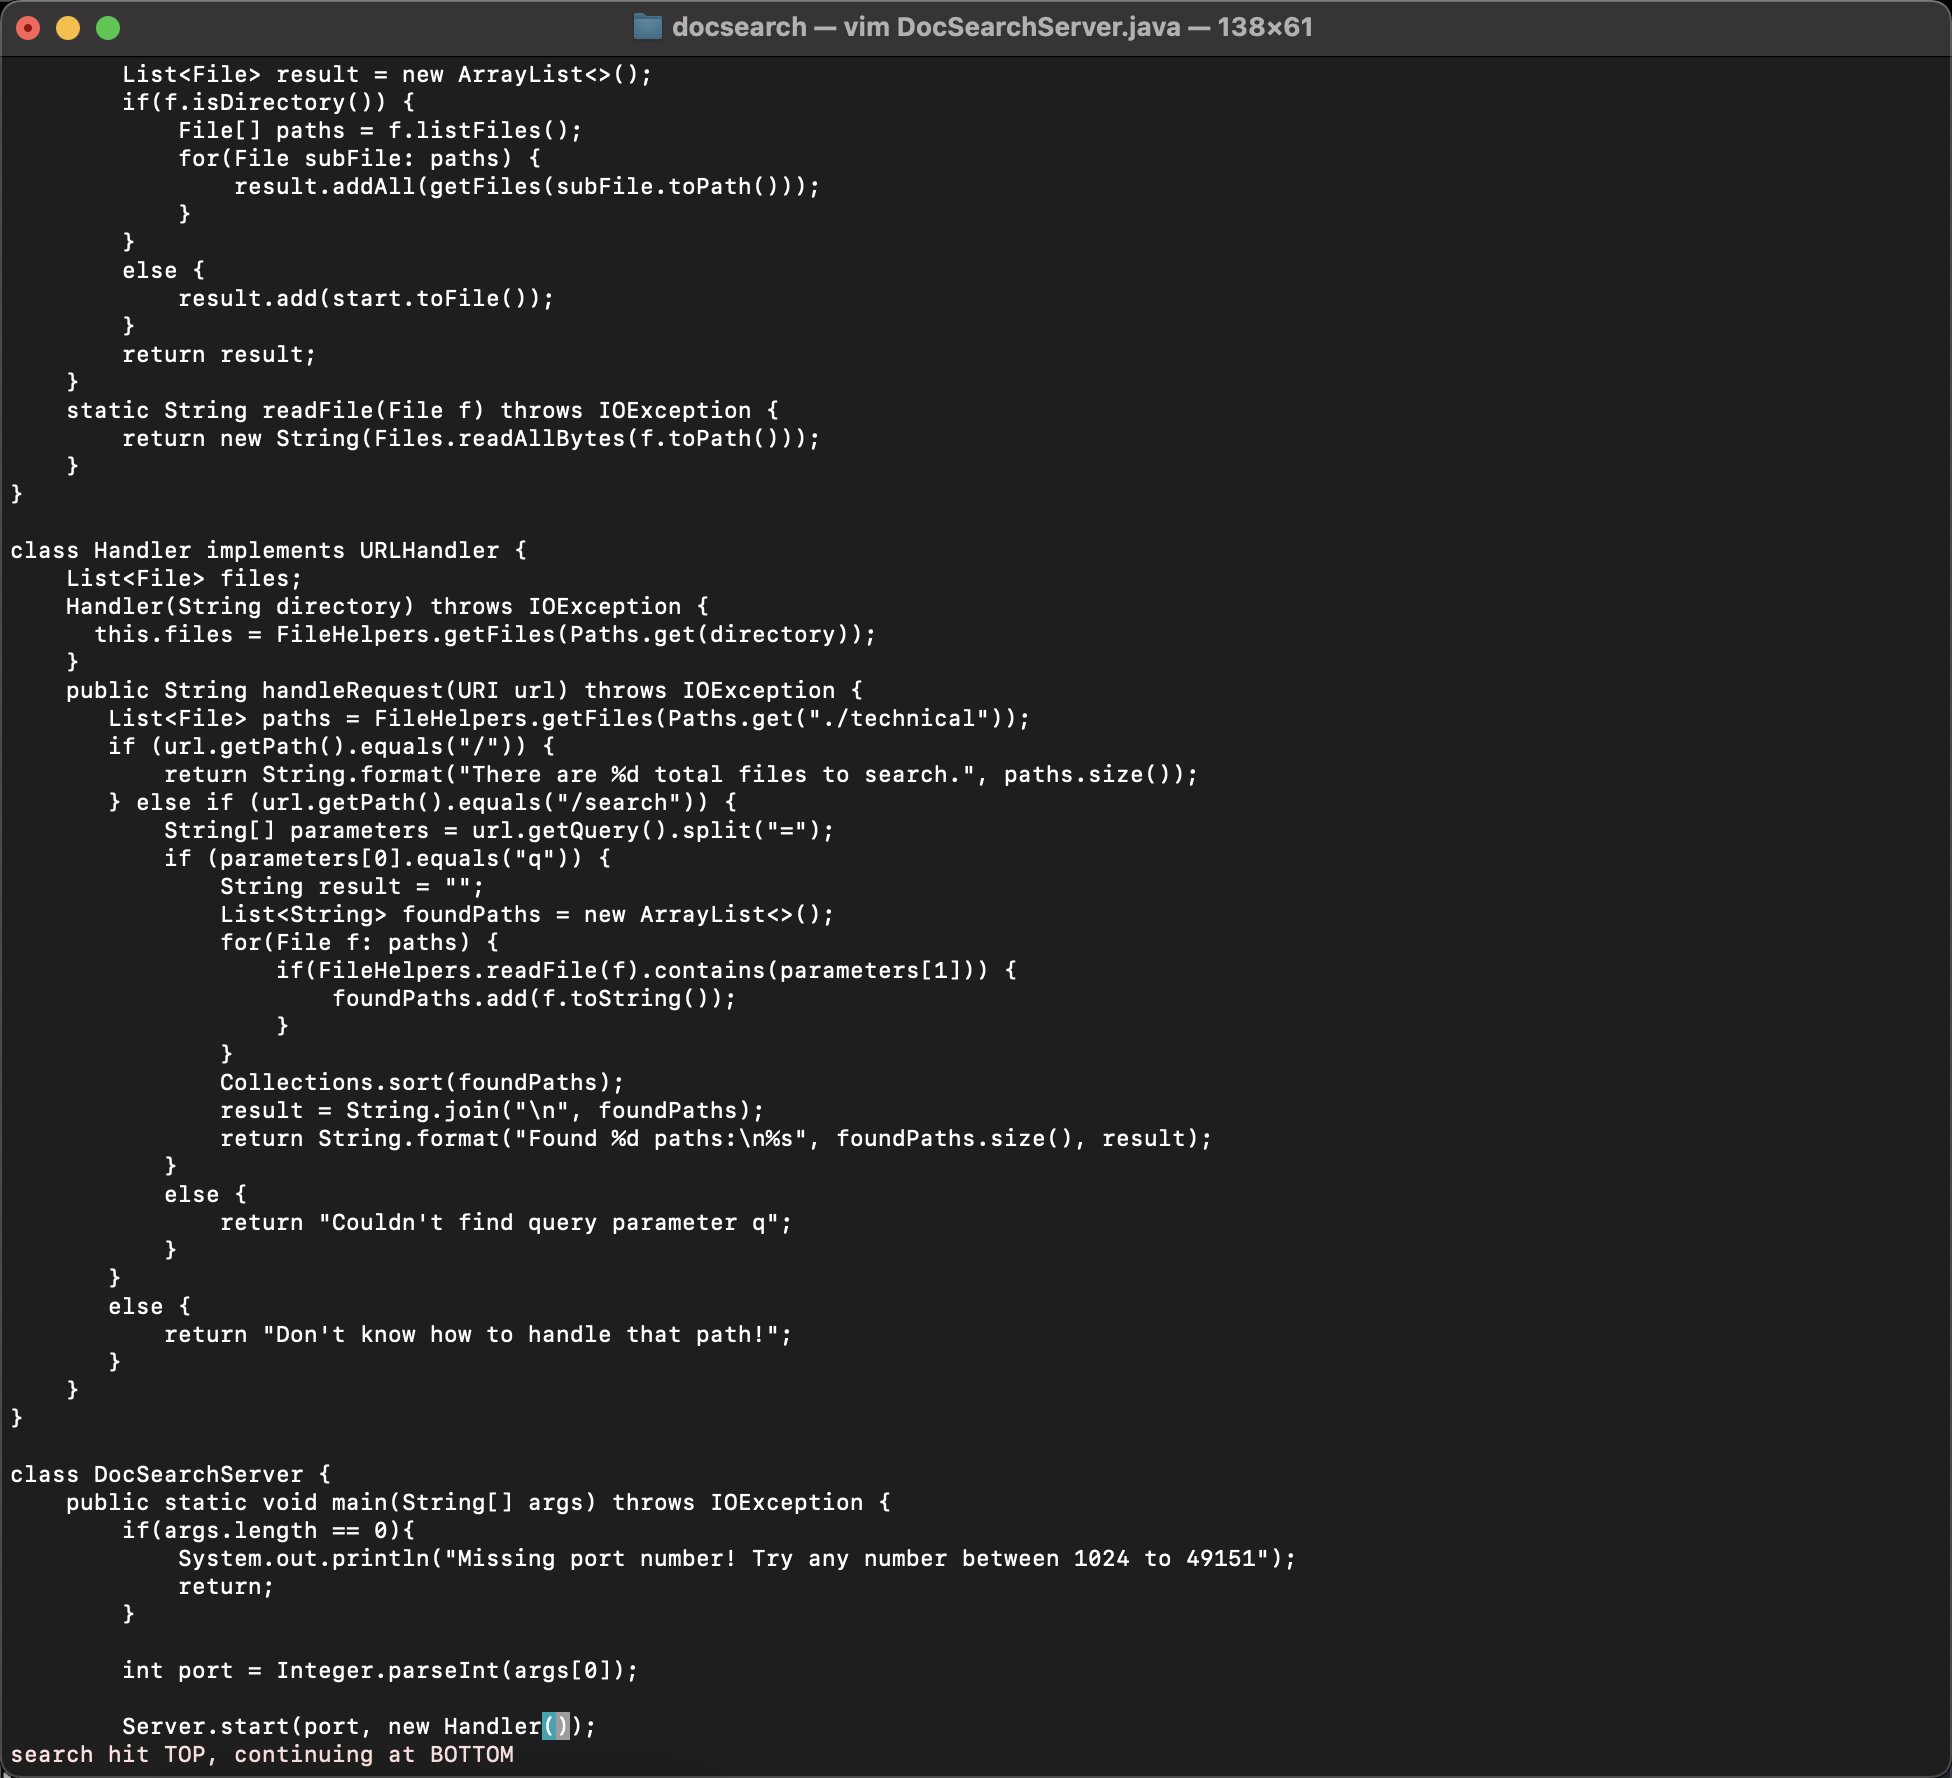 docsearch — vim DocSearchServer.java — 138×61
        List<File> result = new ArrayList<>();
        if(f.isDirectory()) {
            File[] paths = f.listFiles();
            for(File subFile: paths) {
                result.addAll(getFiles(subFile.toPath()));
            }
        }
        else {
            result.add(start.toFile());
        }
        return result;
    }
    static String readFile(File f) throws IOException {
        return new String(Files.readAllBytes(f.toPath()));
    }
}

class Handler implements URLHandler {
    List<File> files;
    Handler(String directory) throws IOException {
      this.files = FileHelpers.getFiles(Paths.get(directory));
    }
    public String handleRequest(URI url) throws IOException {
       List<File> paths = FileHelpers.getFiles(Paths.get("./technical"));
       if (url.getPath().equals("/")) {
           return String.format("There are %d total files to search.", paths.size());
       } else if (url.getPath().equals("/search")) {
           String[] parameters = url.getQuery().split("=");
           if (parameters[0].equals("q")) {
               String result = "";
               List<String> foundPaths = new ArrayList<>();
               for(File f: paths) {
                   if(FileHelpers.readFile(f).contains(parameters[1])) {
                       foundPaths.add(f.toString());
                   }
               }
               Collections.sort(foundPaths);
               result = String.join("\n", foundPaths);
               return String.format("Found %d paths:\n%s", foundPaths.size(), result);
           }
           else {
               return "Couldn't find query parameter q";
           }
       }
       else {
           return "Don't know how to handle that path!";
       }
    }
}

class DocSearchServer {
    public static void main(String[] args) throws IOException {
        if(args.length == 0){
            System.out.println("Missing port number! Try any number between 1024 to 49151");
            return;
        }

        int port = Integer.parseInt(args[0]);

        Server.start(port, new Handler());
search hit TOP, continuing at BOTTOM